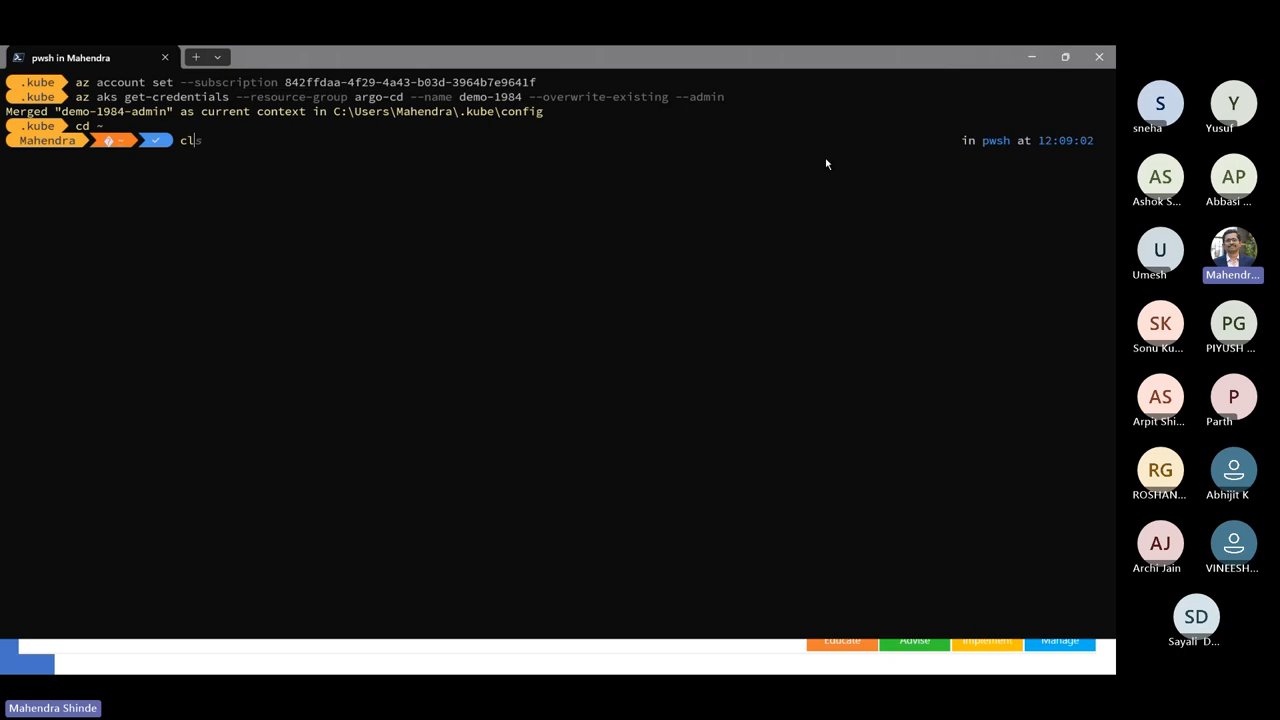 pwsh in Mahendra
.kube az account set --subscription 842ffdaa-4f29-4a43-b03d-3964b7e9641f
.kube az aks get-credentials --resource-group argo-cd --name demo-1984 --overwrite-existing --admin
Merged "demo-1984-admin" as current context in C:\Users\Mahendra\.kube\config
.kube cd ~
Mahendra ~ ✓ cls in pwsh at 12:09:02
Educate Advise Implement Manage
S Y
sneha Yusuf
AS AP
Ashok S... Abbasi ...
U
Umesh Mahendr...
SK PG
Sonu Ku... PIYUSH ...
AS P
Arpit Shi... Parth
RG
ROSHAN... Abhijit K
AJ
Archi Jain VINEESH...
SD
Sayali D...
Mahendra Shinde